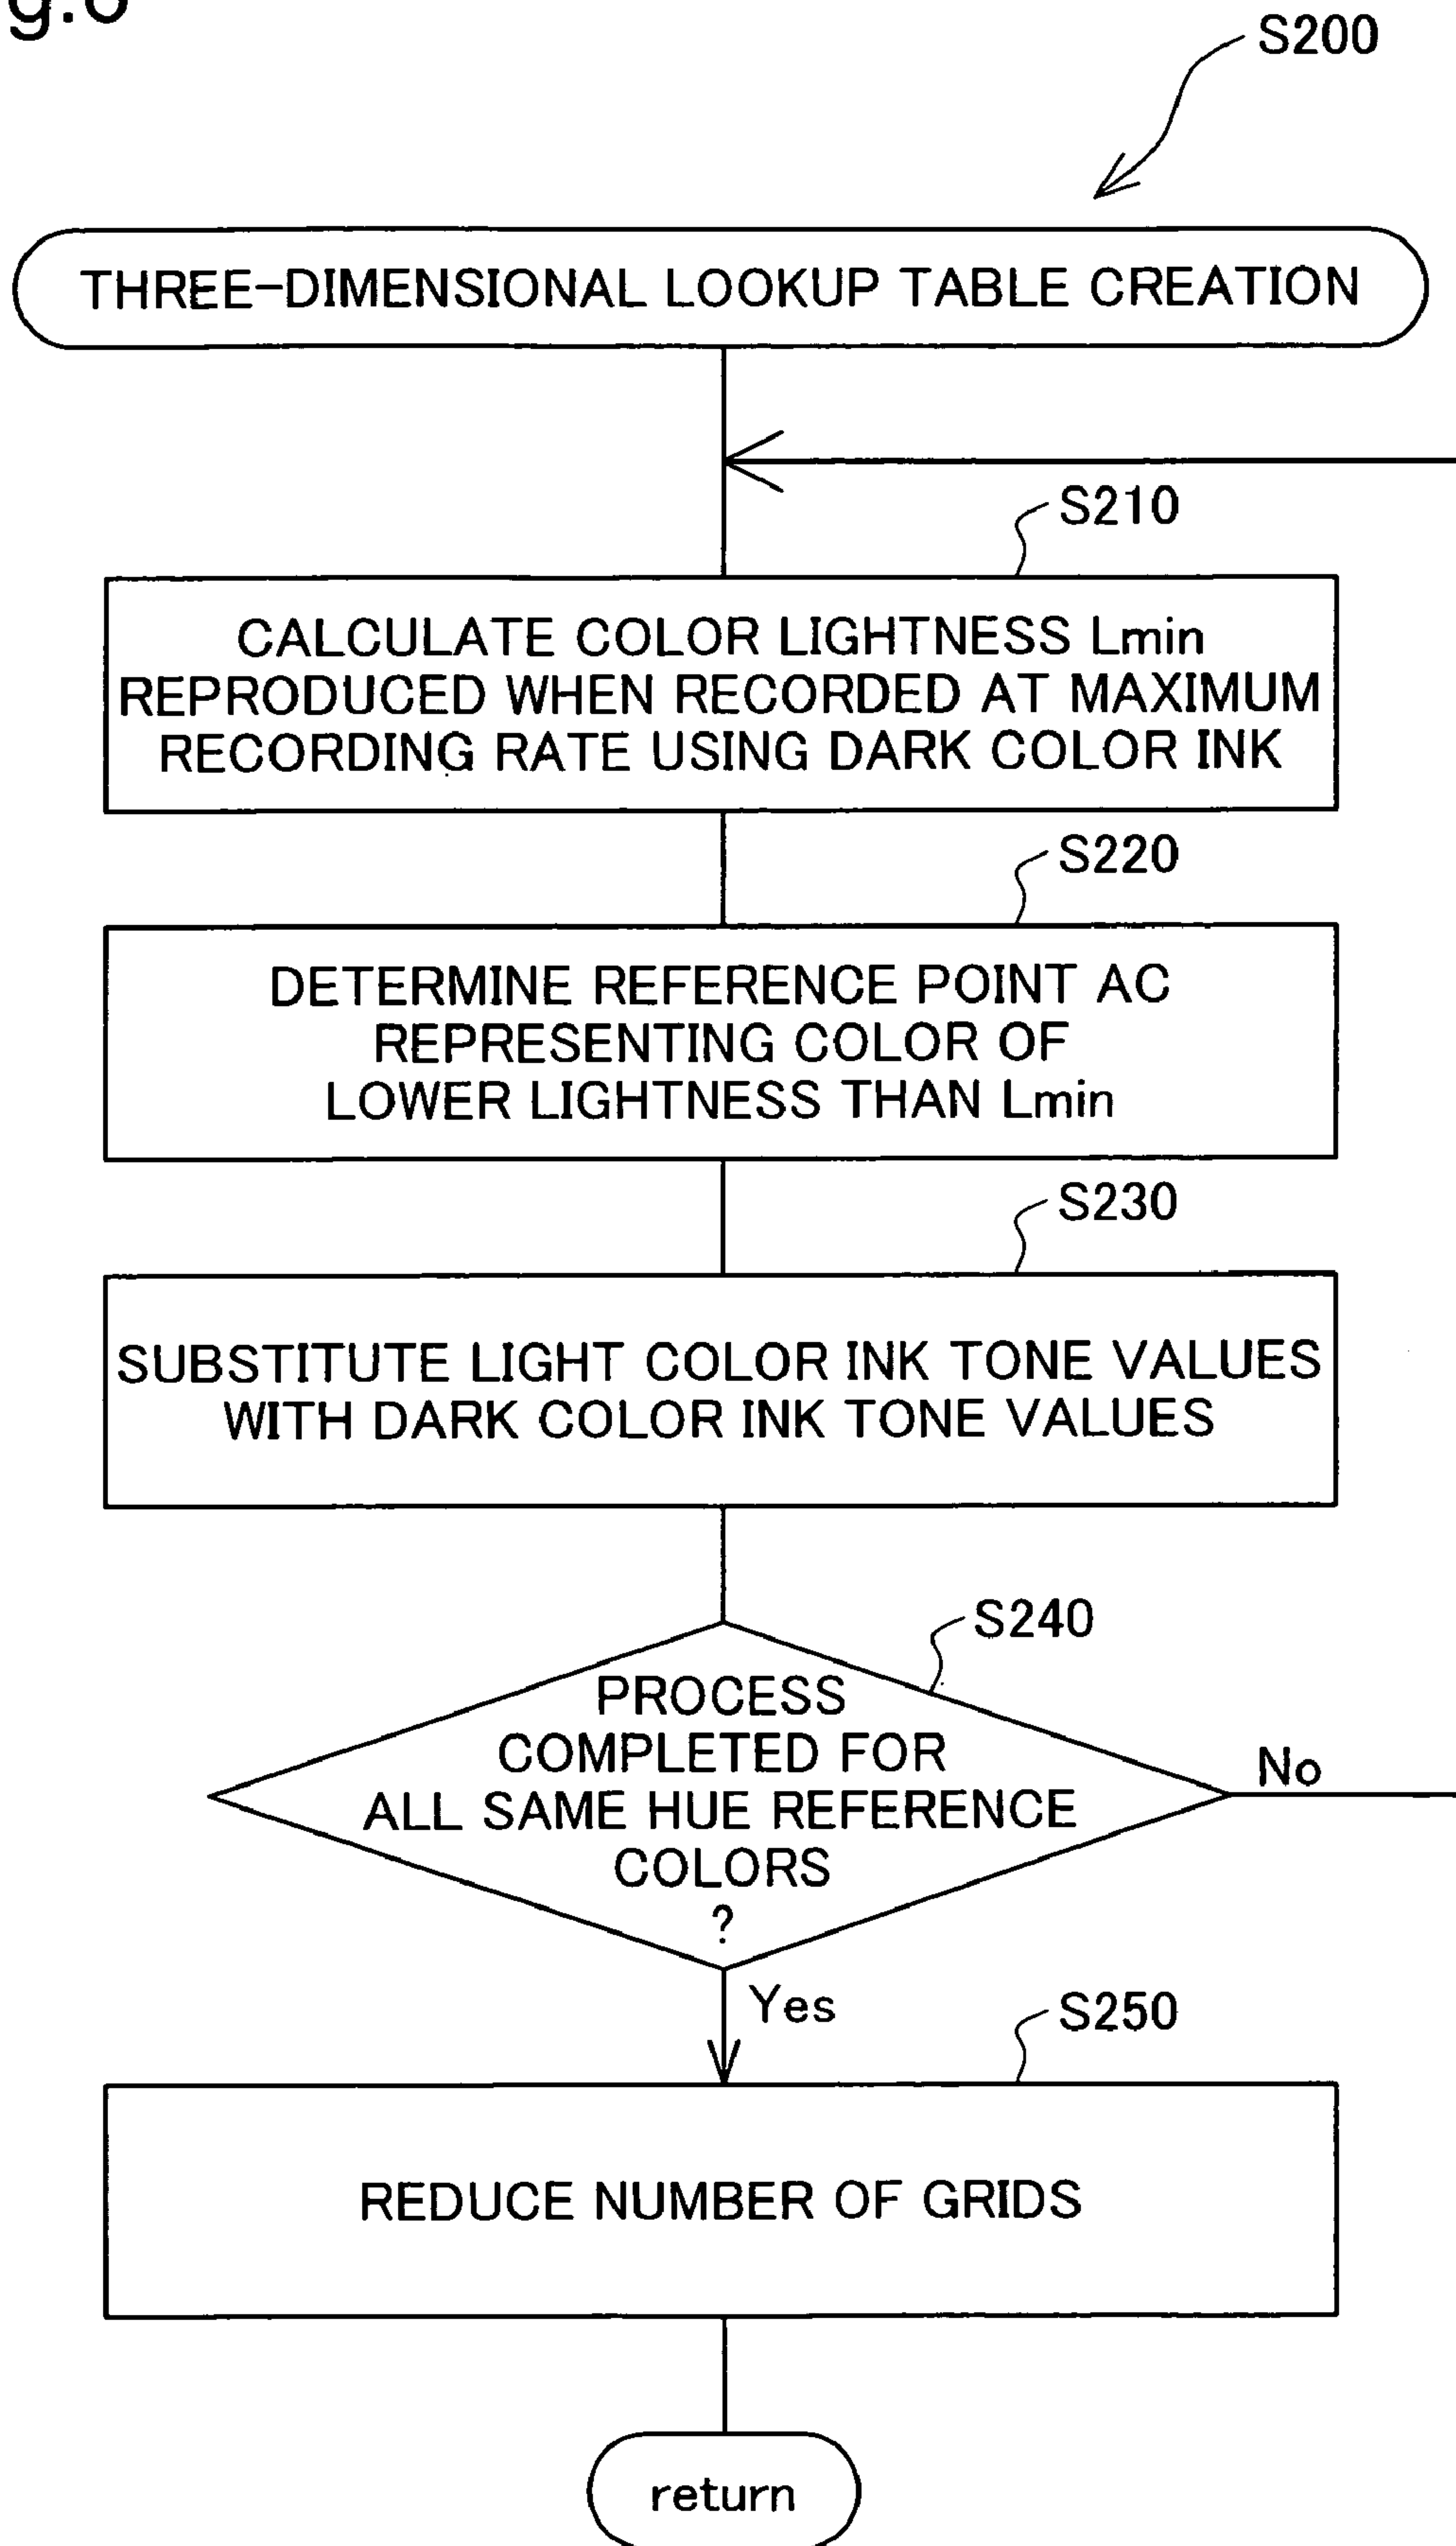 S200
THREE-DIMENSIONAL LOOKUP TABLE CREATION
S210
CALCULATE COLOR LIGHTNESS Lmin
REPRODUCED WHEN RECORDED AT MAXIMUM
RECORDING RATE USING DARK COLOR INK
S220
DETERMINE REFERENCE POINT AC
REPRESENTING COLOR OF
LOWER LIGHTNESS THAN Lmin
S230
SUBSTITUTE LIGHT COLOR INK TONE VALUES
WITH DARK COLOR INK TONE VALUES
S240
PROCESS
COMPLETED FOR
ALL SAME HUE REFERENCE
COLORS
?
No
Yes
S250
REDUCE NUMBER OF GRIDS
return